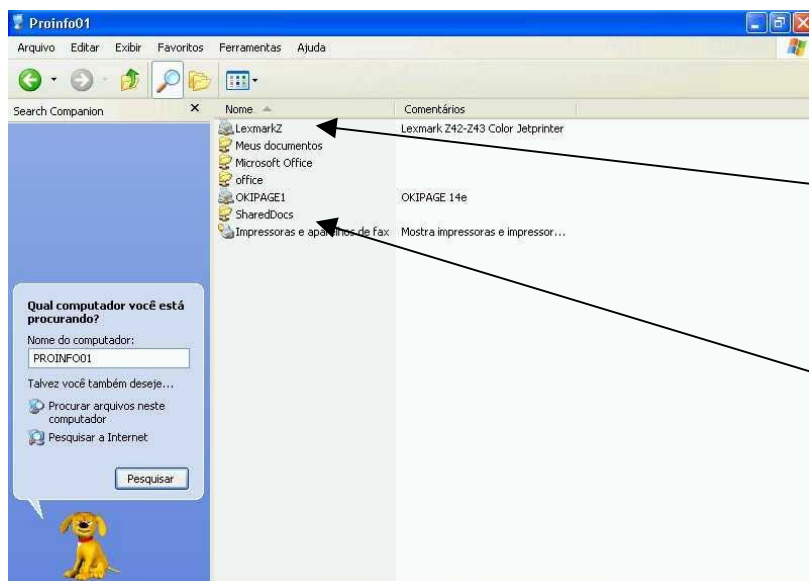 Proinfo01
Arquivo Editar Exibir Favoritos Ferramentas Ajuda
Search Companion
Nome Comentários
LexmarkZ Lexmark Z42-Z43 Color Jetprinter
Meus documentos
Microsoft Office
office
OKIPAGE1 OKIPAGE 14e
SharedDocs
Impressoras e aparelhos de fax Mostra impressoras e impressor...
Qual computador você está
procurando?
Nome do computador:
PROINFO01
Talvez você também deseje...
Procurar arquivos neste
computador
Pesquisar a Internet
Pesquisar